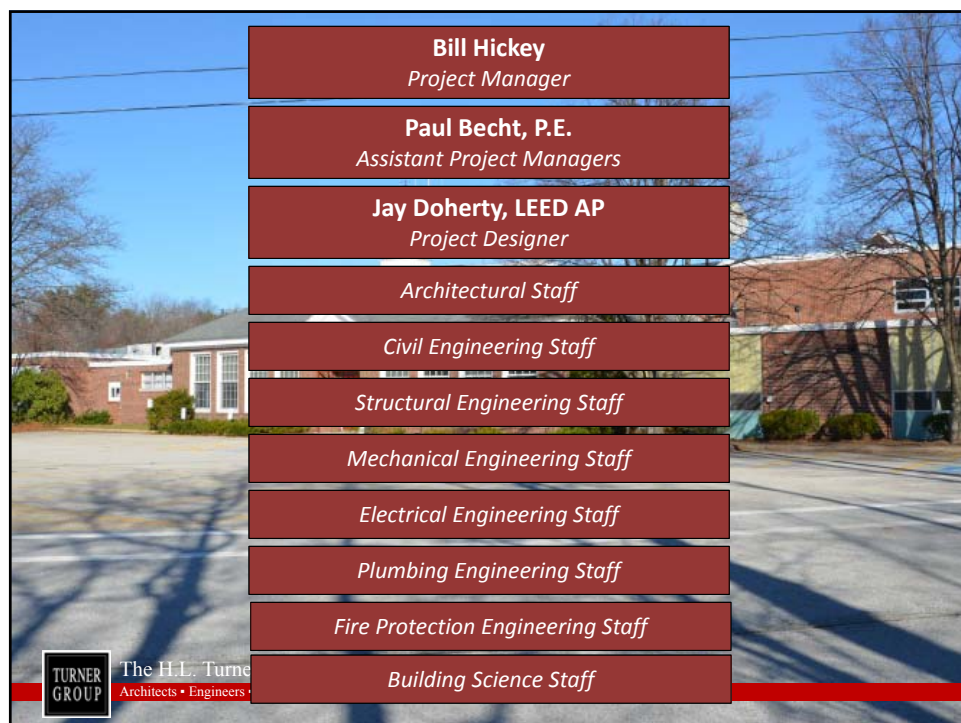 Bill Hickey
Project Manager
Paul Becht, P.E.
Assistant Project Managers
Jay Doherty, LEED AP
Project Designer
Architectural Staff
Civil Engineering Staff
Structural Engineering Staff
Mechanical Engineering Staff
Electrical Engineering Staff
Plumbing Engineering Staff
Fire Protection Engineering Staff
Building Science Staff
TURNER
GROUP
The H.L. Turne
Architects • Engineers •